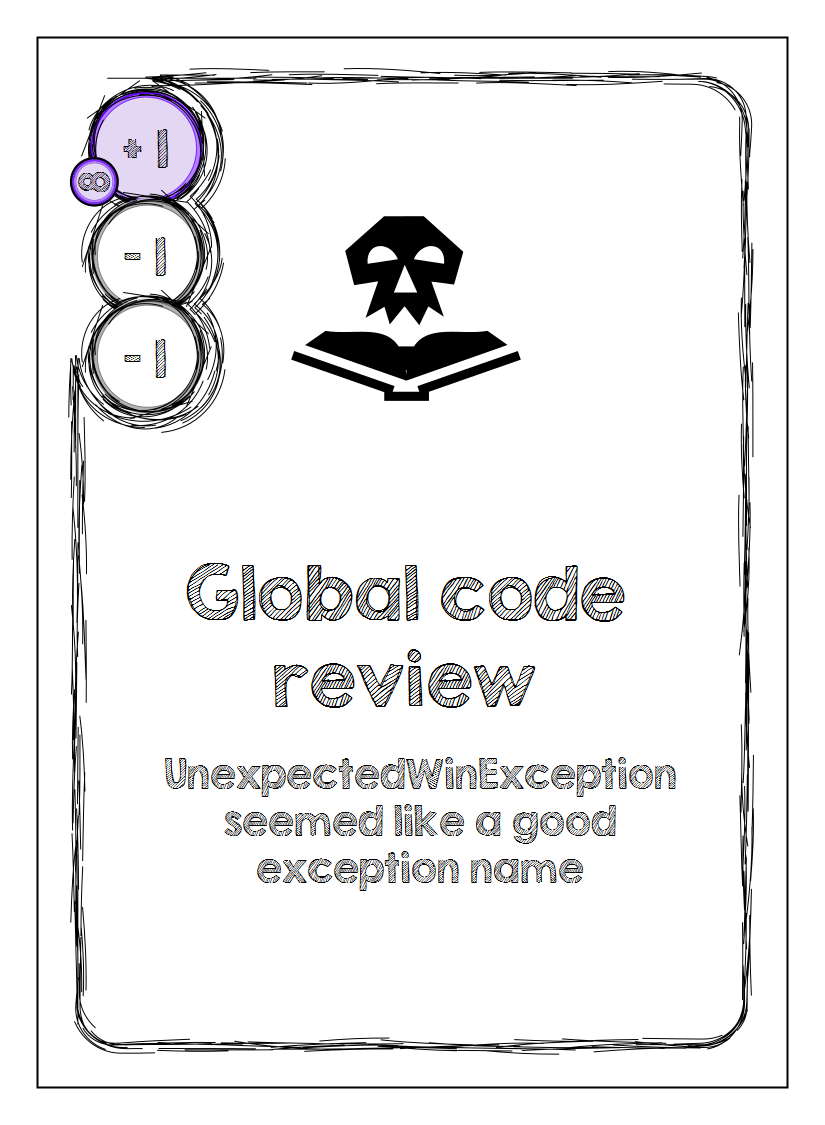 +1
∞
-1
-1
Global code
review
UnexpectedWinException
seemed like a good
exception name